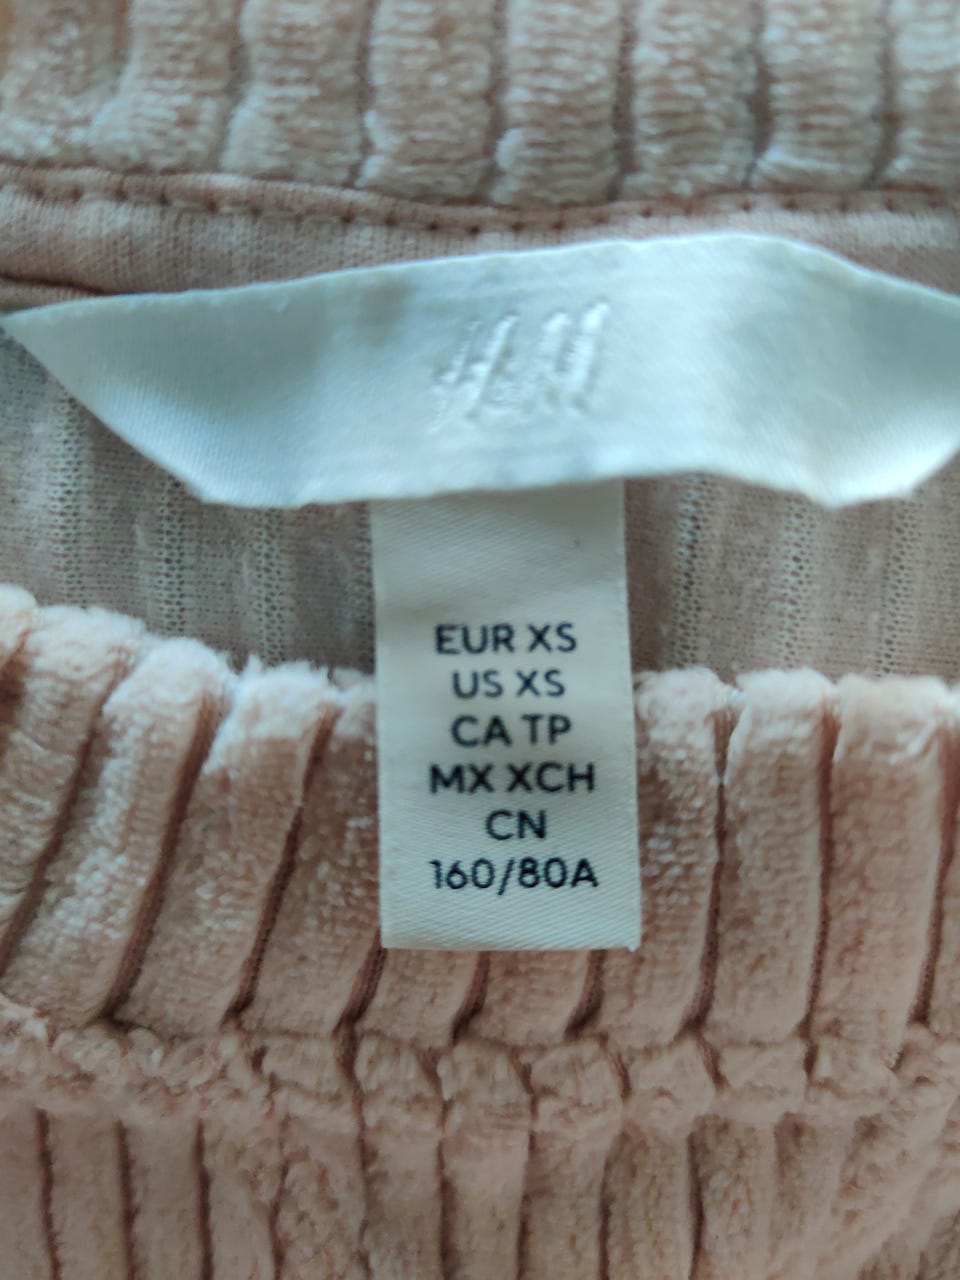 H&M
EUR XS
US XS
CA TP
MX XCH
CN
160/80A